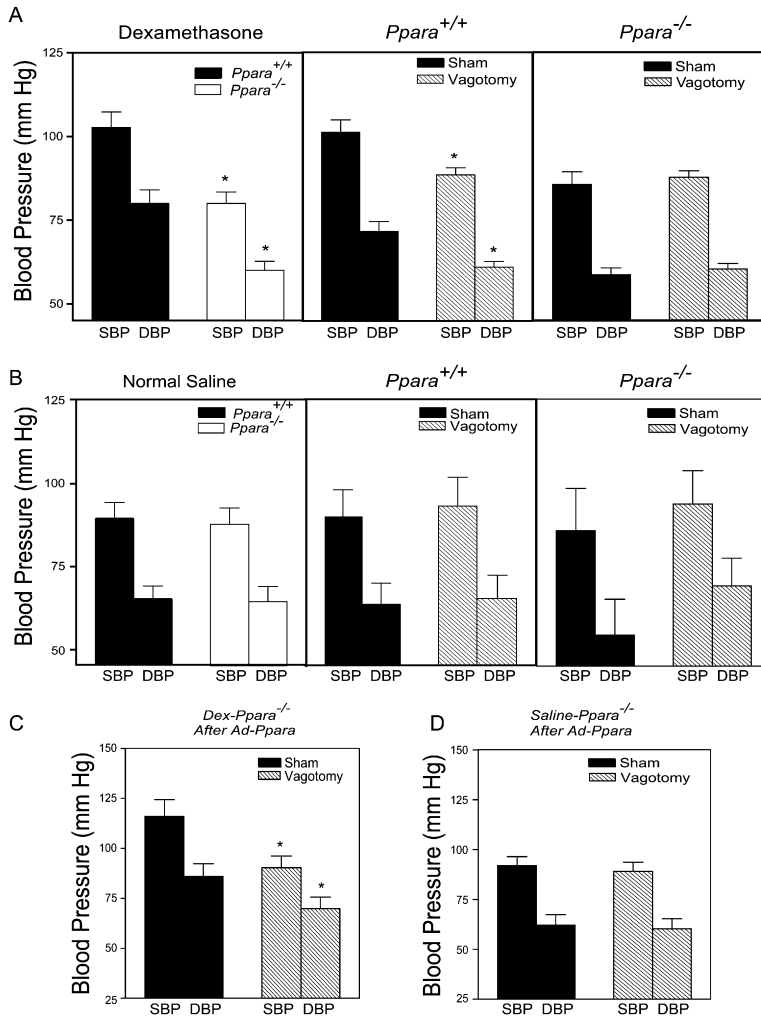 A
Dexamethasone
Ppara+/+
Ppara-/-
Blood Pressure (mm Hg)
125
100
75
50
Ppara+/+
Ppara-/-
Sham
Vagotomy
Sham
Vagotomy
*
*
*
*
SBP DBP SBP DBP SBP DBP SBP DBP SBP DBP SBP DBP
B
Normal Saline
Ppara+/+
Ppara-/-
Blood Pressure (mm Hg)
125
100
75
50
Ppara+/+
Ppara-/-
Sham
Vagotomy
Sham
Vagotomy
SBP DBP SBP DBP SBP DBP SBP DBP SBP DBP SBP DBP
C
Dex-Ppara-/-
After Ad-Ppara
Blood Pressure (mm Hg)
150
125
100
75
50
25
Sham
Vagotomy
*
*
SBP DBP SBP DBP
D
Saline-Ppara-/-
After Ad-Ppara
Blood Pressure (mm Hg)
150
125
100
75
50
25
Sham
Vagotomy
SBP DBP SBP DBP